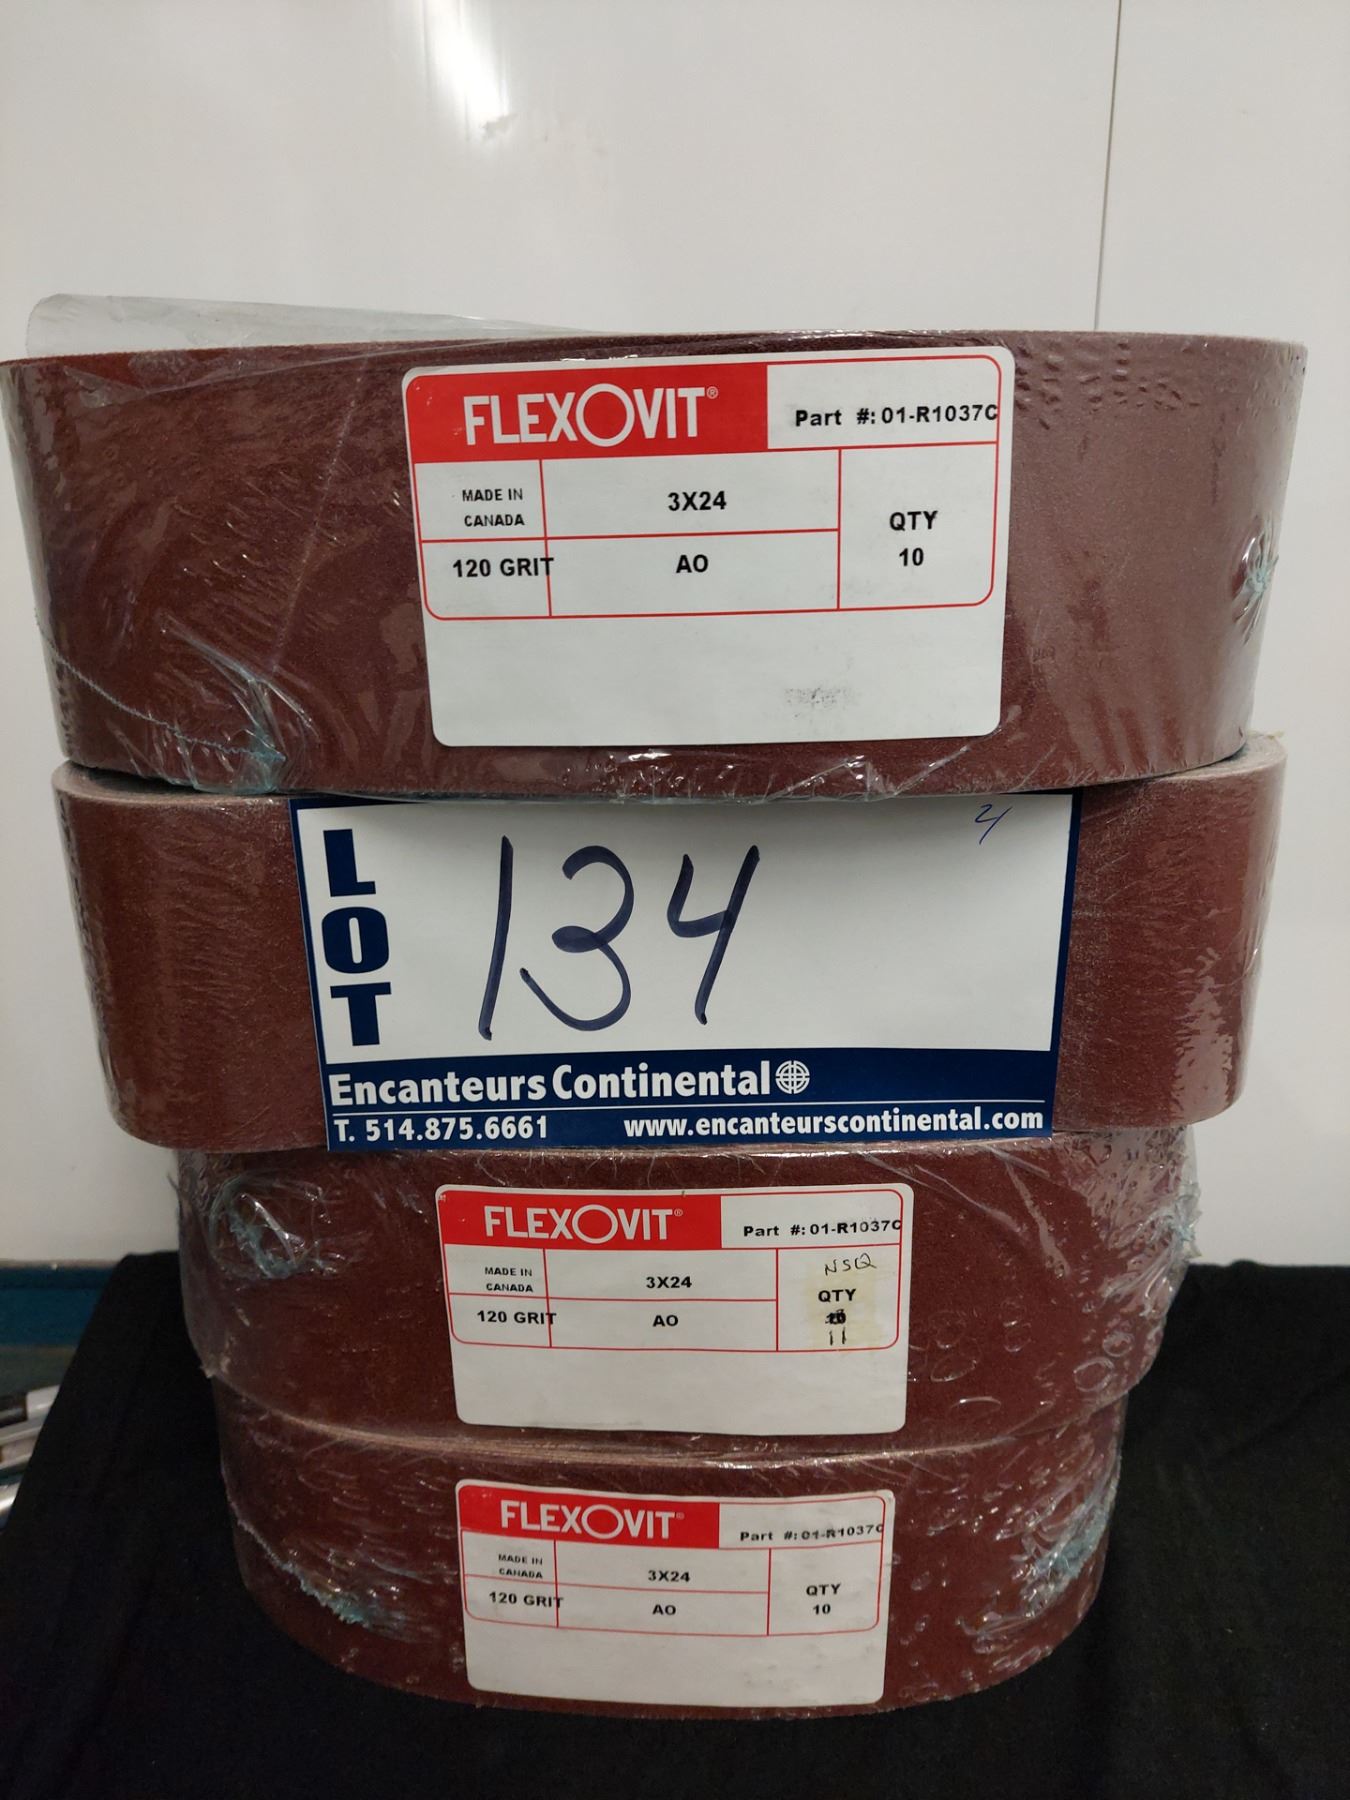 FLEXOVIT®
Part #: 01-R1037C
MADE IN
CANADA
3X24
QTY
10
120 GRIT
AO
LOT
134
Encanteurs Continental
T. 514.875.6661
www.encanteurscontinental.com
FLEXOVIT®
Part #: 01-R1037C
MADE IN
CANADA
3X24
NSQ
QTY
11
120 GRIT
AO
FLEXOVIT®
Part #: 01-R1037C
MADE IN
CANADA
3X24
QTY
10
120 GRIT
AO